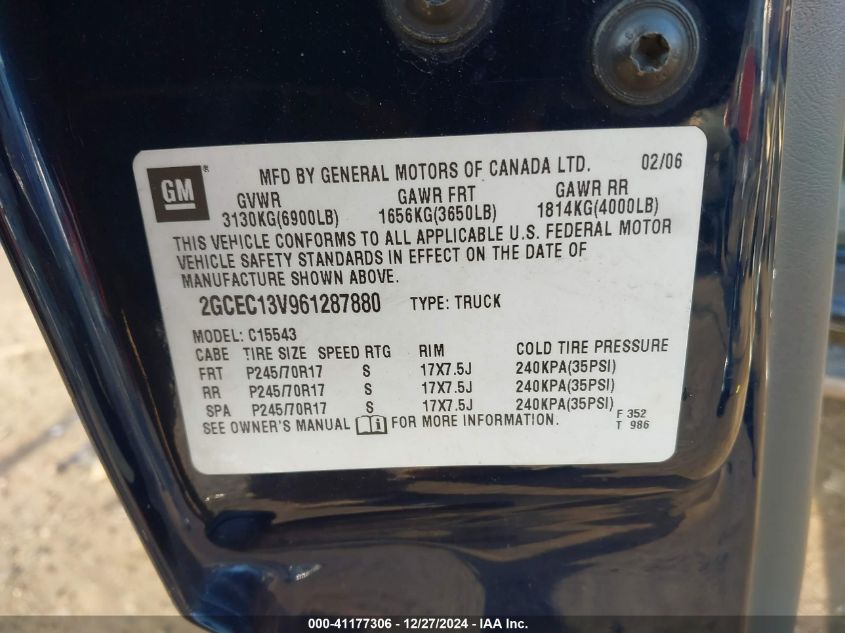 GM ® MFD BY GENERAL MOTORS OF CANADA LTD. 02/06
GVWR GAWR FRT GAWR RR
3130KG(6900LB) 1656KG(3650LB) 1814KG(4000LB)
THIS VEHICLE CONFORMS TO ALL APPLICABLE U.S. FEDERAL MOTOR
VEHICLE SAFETY STANDARDS IN EFFECT ON THE DATE OF
MANUFACTURE SHOWN ABOVE.
2GCEC13V961287880 TYPE: TRUCK
MODEL: C15543
CABE TIRE SIZE SPEED RTG RIM COLD TIRE PRESSURE
FRT P245/70R17 S 17X7.5J 240KPA(35PSI)
RR P245/70R17 S 17X7.5J 240KPA(35PSI)
SPA P245/70R17 S 17X7.5J 240KPA(35PSI)
SEE OWNER'S MANUAL FOR MORE INFORMATION.
F 352
T 986
000-41177306 - 12/27/2024 - IAA Inc.